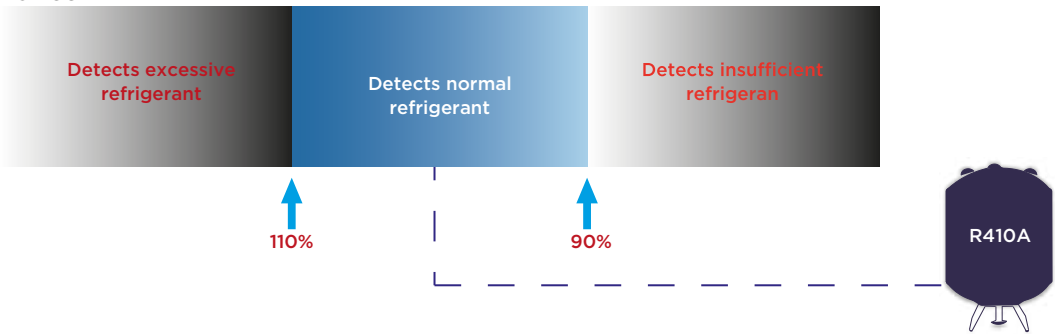 Detects excessive
refrigerant
Detects normal
refrigerant
Detects insufficient
refrigeran
110%
90%
R410A